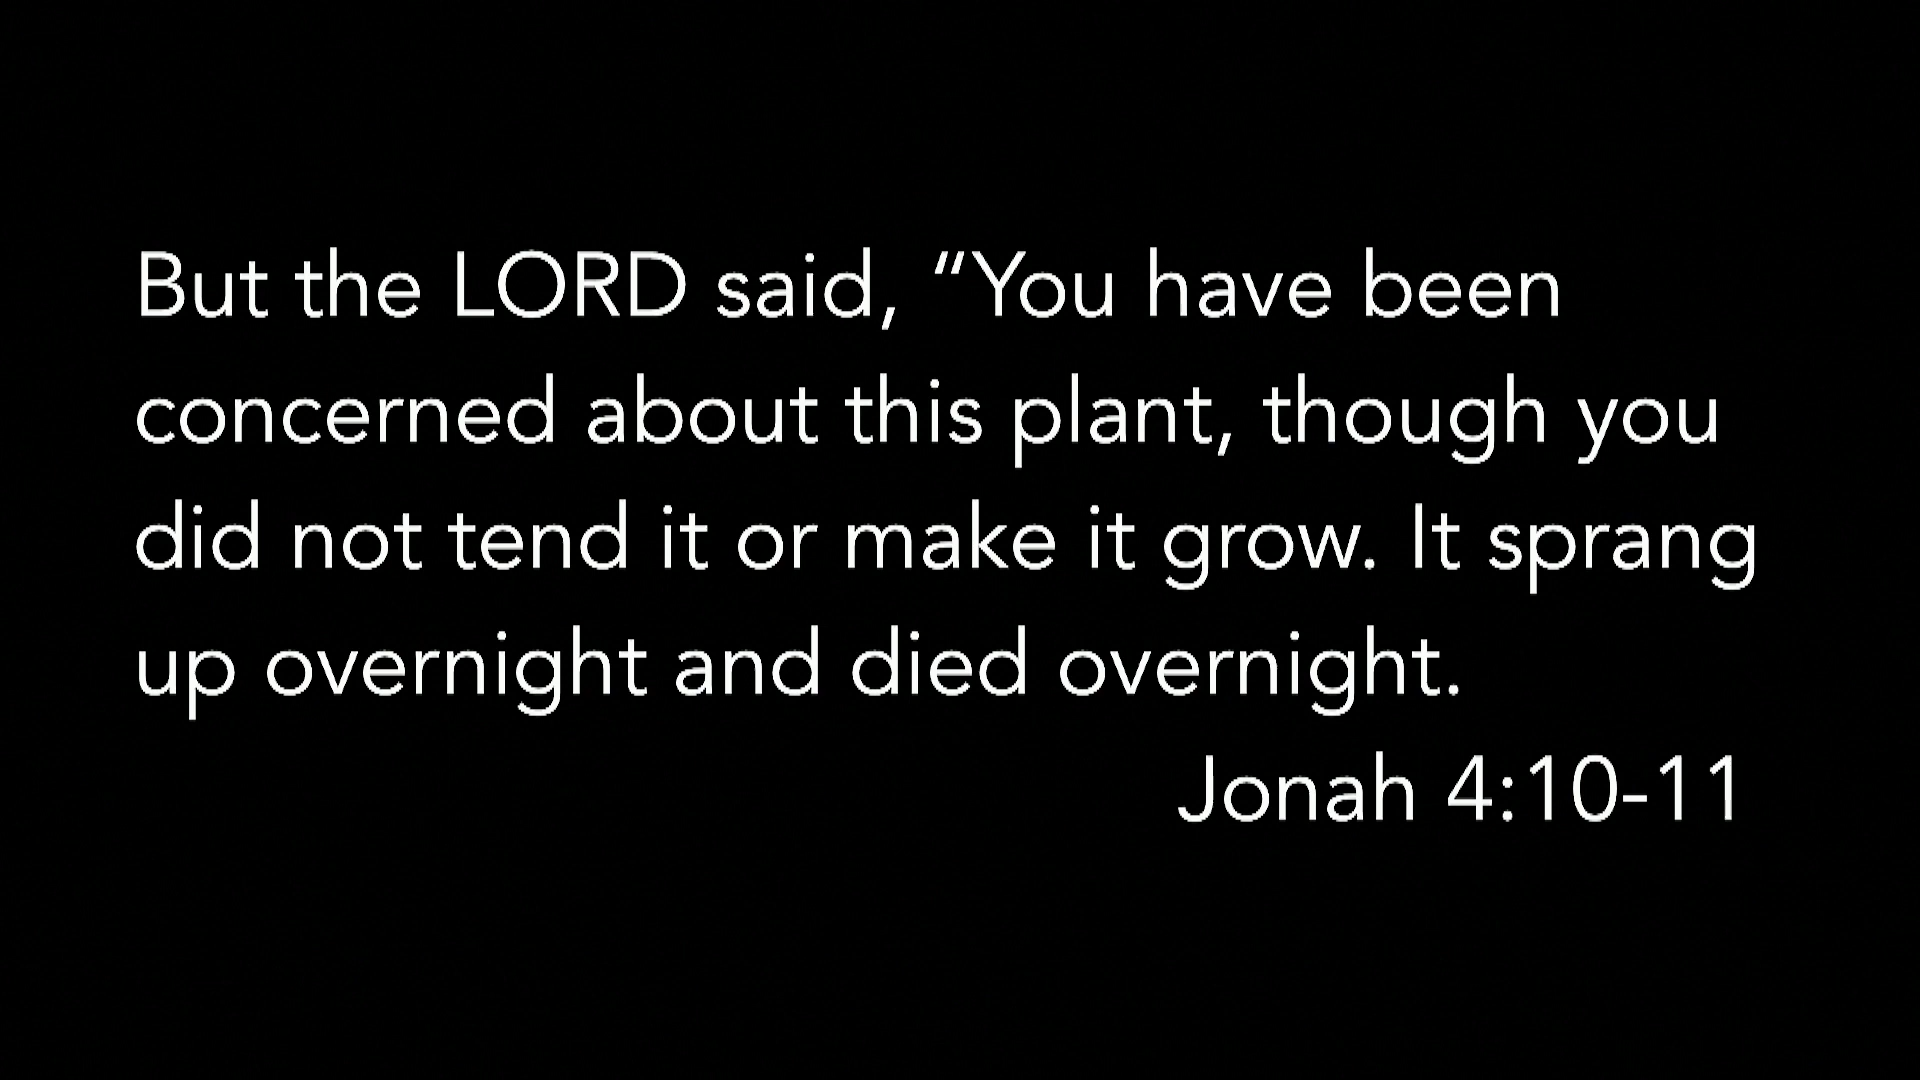 But the LORD said, “You have been
concerned about this plant, though you
did not tend it or make it grow. It sprang
up overnight and died overnight.
Jonah 4:10-11